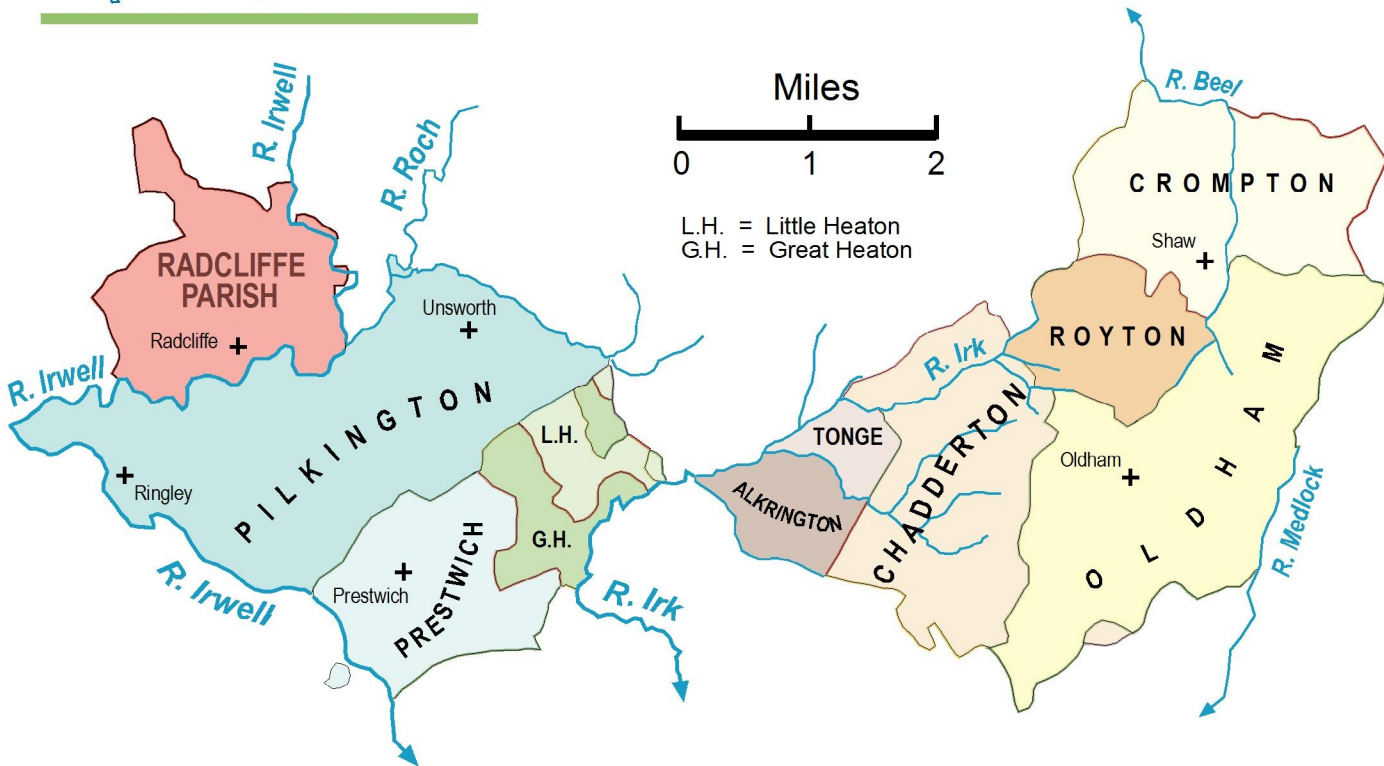 R. Irwell
R. Roch
Miles
0 1 2
L.H. = Little Heaton
G.H. = Great Heaton
R. Beel
CROMPTON
Shaw
RADCLIFFE
PARISH
Radcliffe
Unsworth
R. Irwell
PILKINGTON
Ringley
R. Irwell
L.H.
G.H.
Prestwich
PRESTWICH
R. Irk
ROYTON
R. Irk
TONGE
ALKRINGTON
CHADDERTON
Oldham
OLDHAM
R. Medlock